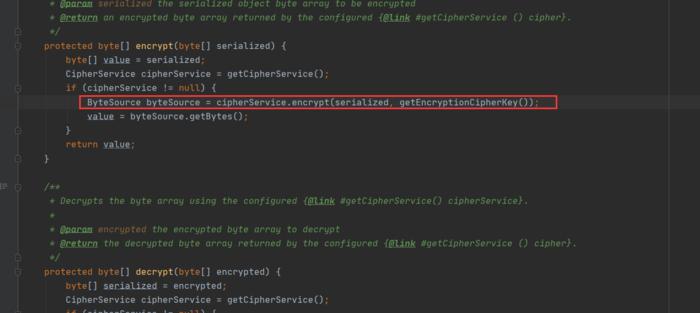 * @param serialized the serialized object byte array to be encrypted
* @return an encrypted byte array returned by the configured {@link #getCipherService () cipher}.
*/
protected byte[] encrypt(byte[] serialized) {
byte[] value = serialized;
CipherService cipherService = getCipherService();
if (cipherService != null) {
ByteSource byteSource = cipherService.encrypt(serialized, getEncryptionCipherKey());
value = byteSource.getBytes();
}
return value;
}
/**
* Decrypts the byte array using the configured {@link #getCipherService() cipherService}.
*
* @param encrypted the encrypted byte array to decrypt
* @return the decrypted byte array returned by the configured {@link #getCipherService () cipher}.
*/
protected byte[] decrypt(byte[] encrypted) {
byte[] serialized = encrypted;
CipherService cipherService = getCipherService();
if (cipherService != null) {